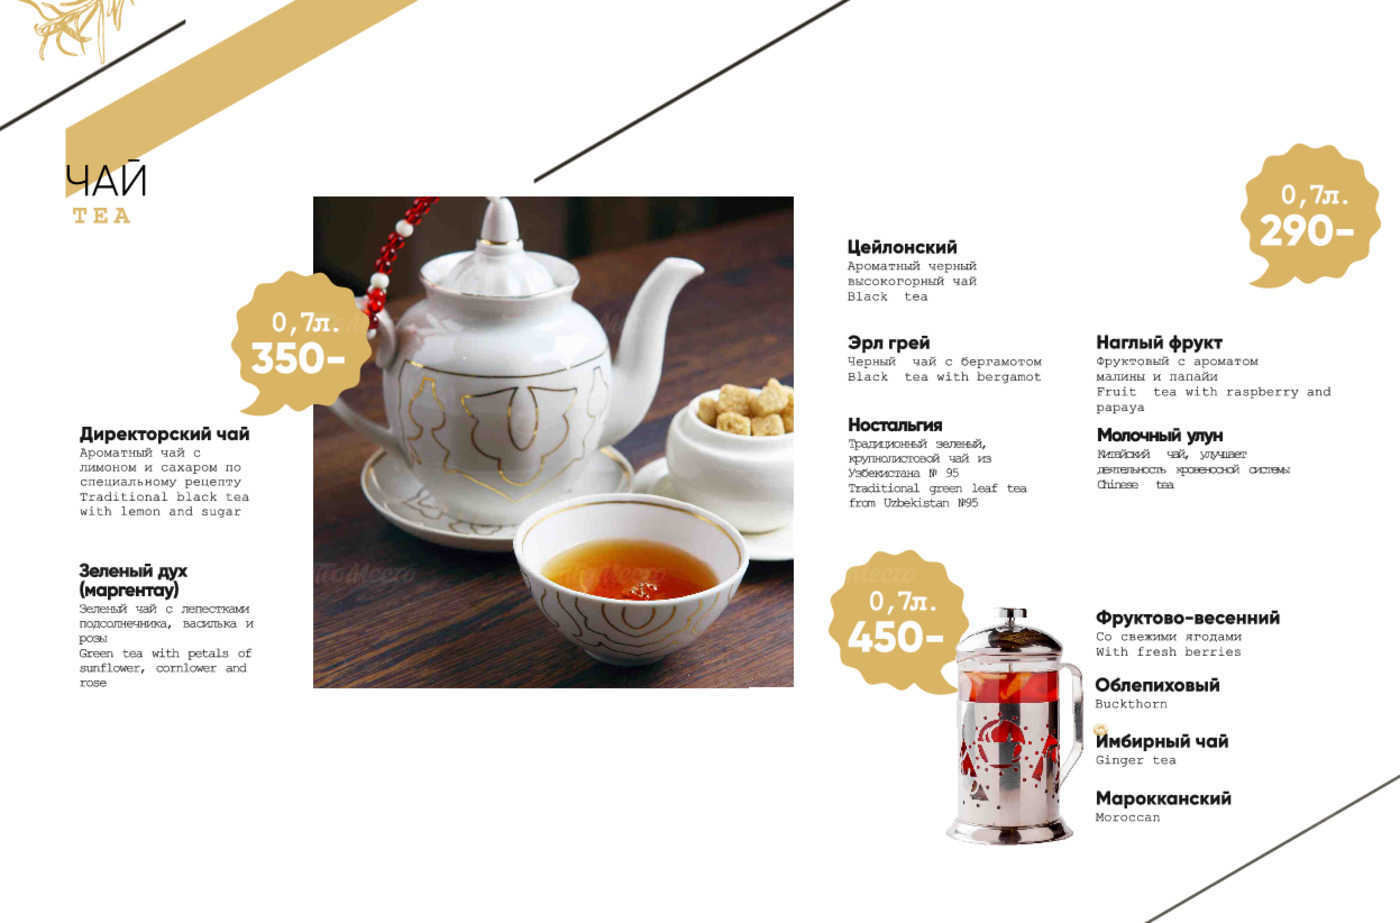 ЧАЙ
TEA
0,7л.
350-
Директорский чай
Ароматный чай с
лимоном и сахаром по
специальному рецепту
Traditional black tea
with lemon and sugar
Зеленый дух
(маргентау)
Зеленый чай с лепестками
подсолнечника, василька и
розы
Green tea with petals of
sunflower, cornlower and
rose
ПоМесто
ПоМесто
Цейлонский
Ароматный черный
высокогорный чай
Black tea
Эрл грей
Черный чай с бергамотом
Black tea with bergamot
Ностальгия
Традиционный зеленый,
крупнолистовой чай из
Узбекистана № 95
Traditional green leaf tea
from Uzbekistan №95
0,7л.
290-
Наглый фрукт
Фруктовый с ароматом
малины и папайи
Fruit tea with raspberry and
papaya
Молочный улун
Китайский чай, улучшает
деятельность кровеносной системы
Chinese tea
0,7л.
450-
Фруктово-весенний
Со свежими ягодами
With fresh berries
Облепиховый
Buckthorn
Имбирный чай
Ginger tea
Марокканский
Moroccan